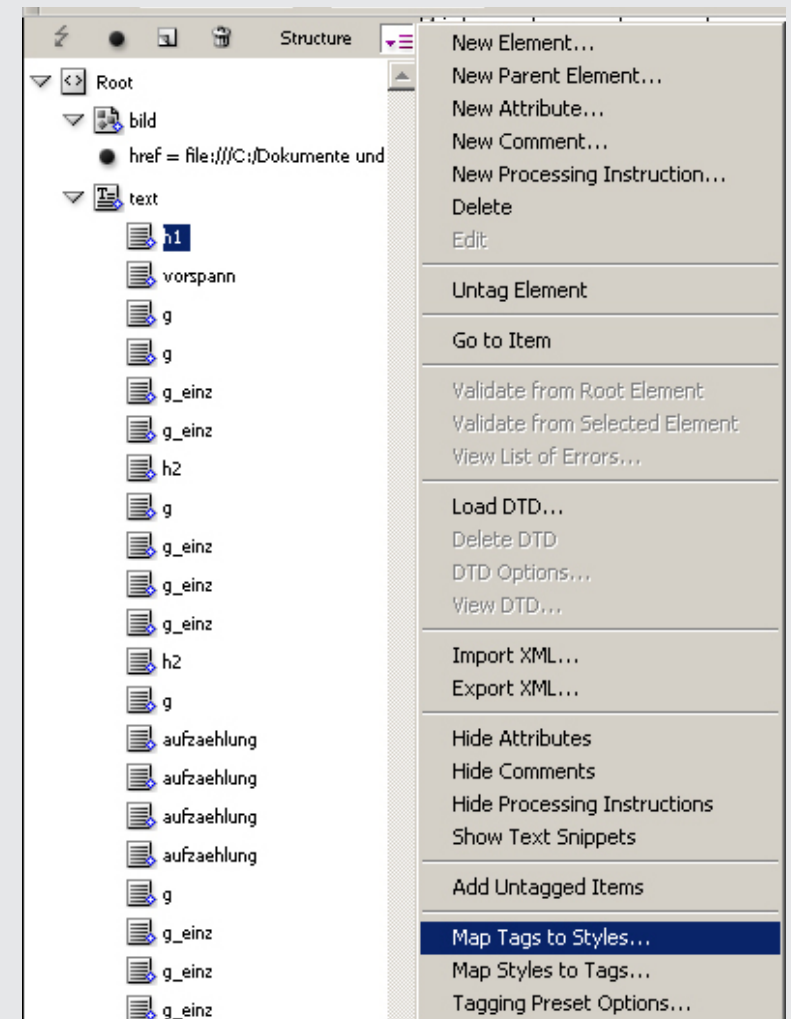 Structure
Root
bild
href = file:///C:/Dokumente und
text
h1
vorspann
g
g
g_einz
g_einz
h2
g
g_einz
g_einz
g_einz
h2
g
aufzaehlung
aufzaehlung
aufzaehlung
aufzaehlung
g
g_einz
g_einz
g_einz
New Element...
New Parent Element...
New Attribute...
New Comment...
New Processing Instruction...
Delete
Edit
Untag Element
Go to Item
Validate from Root Element
Validate from Selected Element
View List of Errors...
Load DTD...
Delete DTD
DTD Options...
View DTD...
Import XML...
Export XML...
Hide Attributes
Hide Comments
Hide Processing Instructions
Show Text Snippets
Add Untagged Items
Map Tags to Styles...
Map Styles to Tags...
Tagging Preset Options...